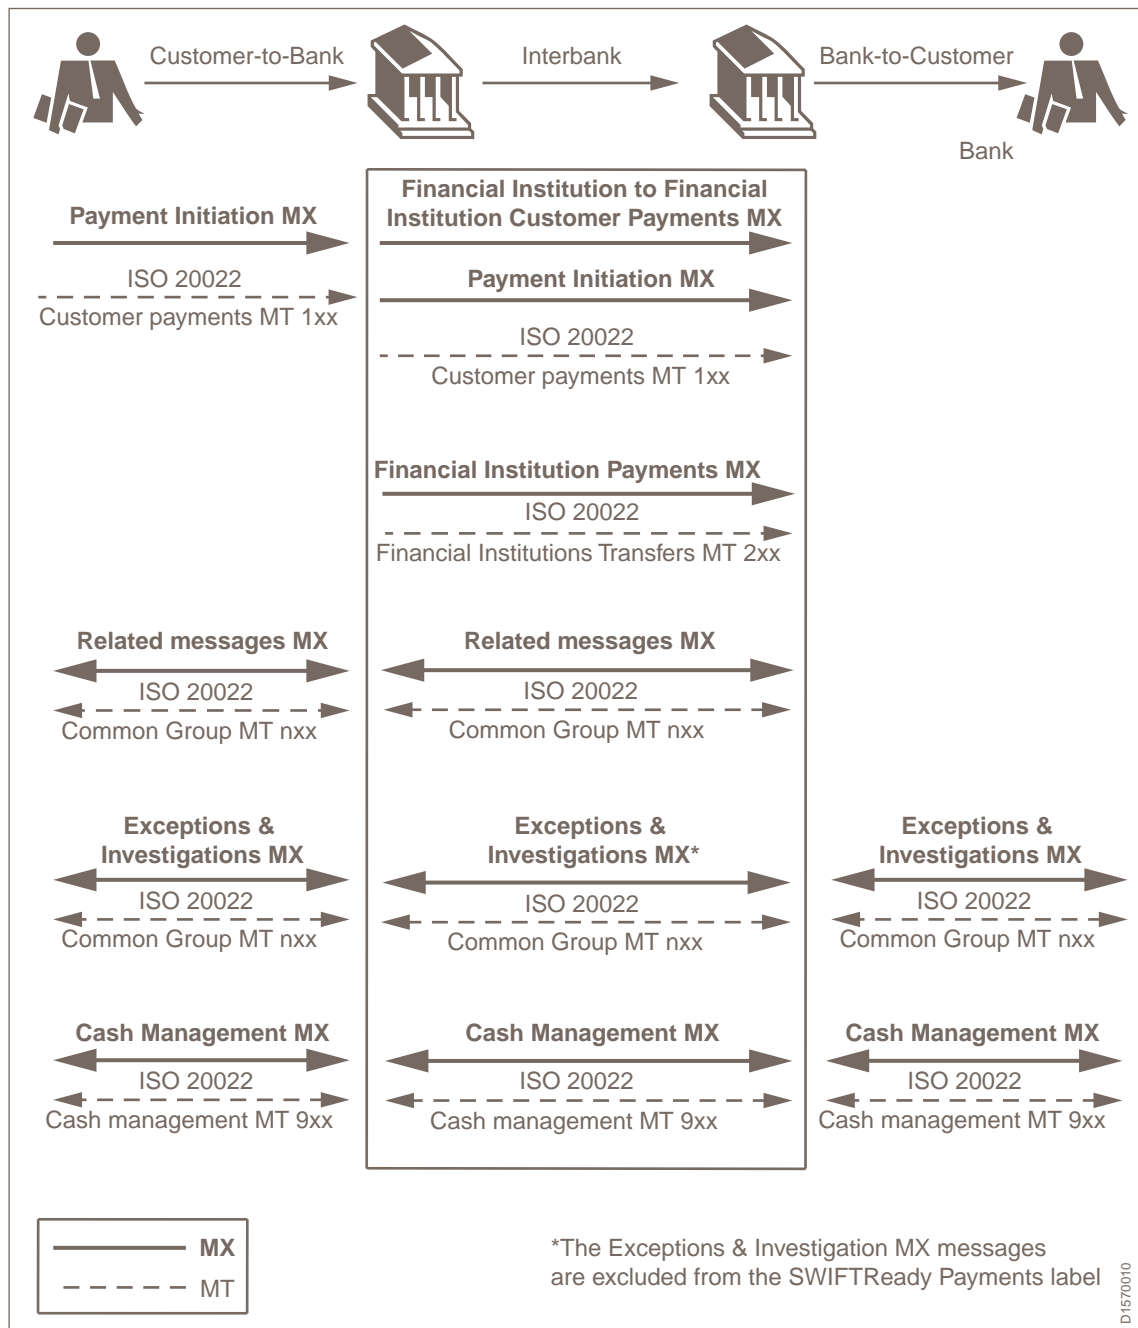 Customer-to-Bank
Interbank
Bank-to-Customer
Bank
Payment Initiation MX
ISO 20022
Customer payments MT 1xx
Financial Institution to Financial
Institution Customer Payments MX
Payment Initiation MX
ISO 20022
Customer payments MT 1xx
Financial Institution Payments MX
ISO 20022
Financial Institutions Transfers MT 2xx
Related messages MX
ISO 20022
Common Group MT nxx
Related messages MX
ISO 20022
Common Group MT nxx
Exceptions &
Investigations MX
ISO 20022
Common Group MT nxx
Exceptions &
Investigations MX*
ISO 20022
Common Group MT nxx
Exceptions &
Investigations MX
ISO 20022
Common Group MT nxx
Cash Management MX
ISO 20022
Cash management MT 9xx
Cash Management MX
ISO 20022
Cash management MT 9xx
Cash Management MX
ISO 20022
Cash management MT 9xx
MX
MT
*The Exceptions & Investigation MX messages
are excluded from the SWIFTReady Payments label
D1570010